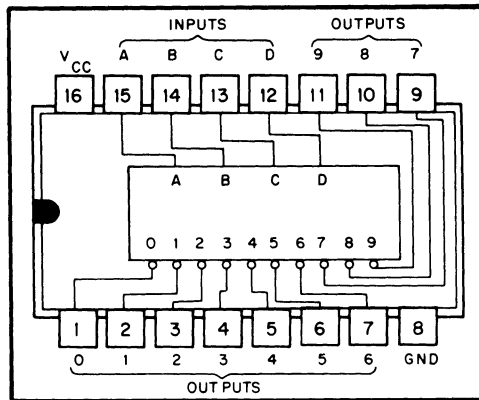 INPUTS OUTPUTS
V CC A B C D 9 8 7
16 15 14 13 12 11 10 9
A B C D
0 1 2 3 4 5 6 7 8 9
1 2 3 4 5 6 7 8
0 1 2 3 4 5 6 GND
OUTPUTS